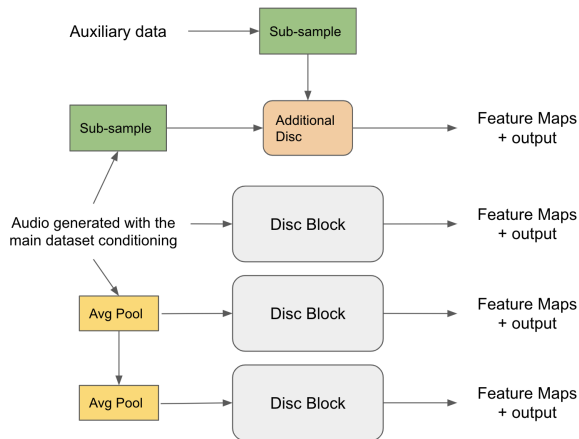 Auxiliary data
Sub-sample
Sub-sample
Additional
Disc
Feature Maps
+ output
Audio generated with the
main dataset conditioning
Disc Block
Feature Maps
+ output
Avg Pool
Disc Block
Feature Maps
+ output
Avg Pool
Disc Block
Feature Maps
+ output